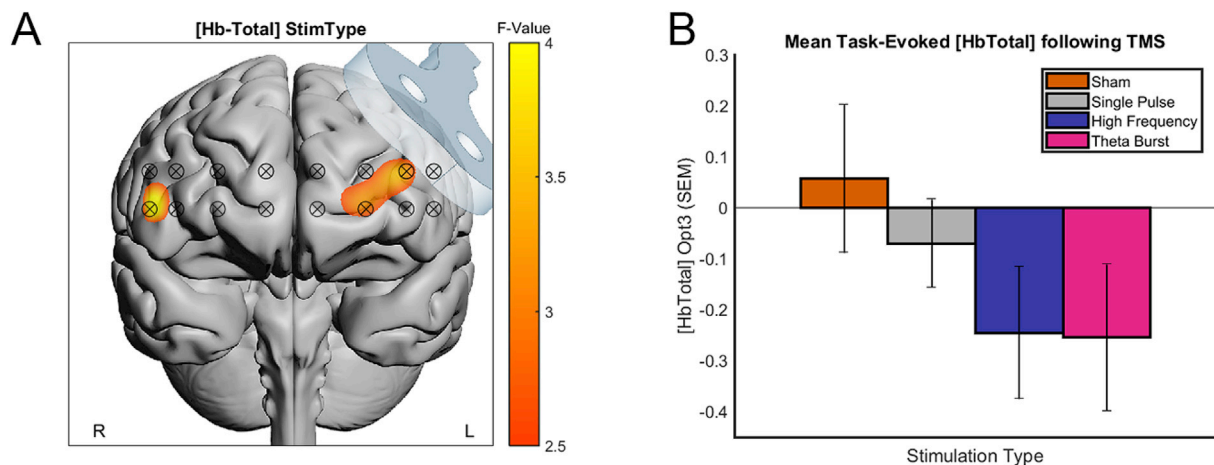 A
[Hb-Total] StimType
F-Value
4
3.5
3
2.5
R
L
B
Mean Task-Evoked [HbTotal] following TMS
0.3
0.2
0.1
0
-0.1
-0.2
-0.3
-0.4
[HbTotal] Opt3 (SEM)
Sham
Single Pulse
High Frequency
Theta Burst
Stimulation Type